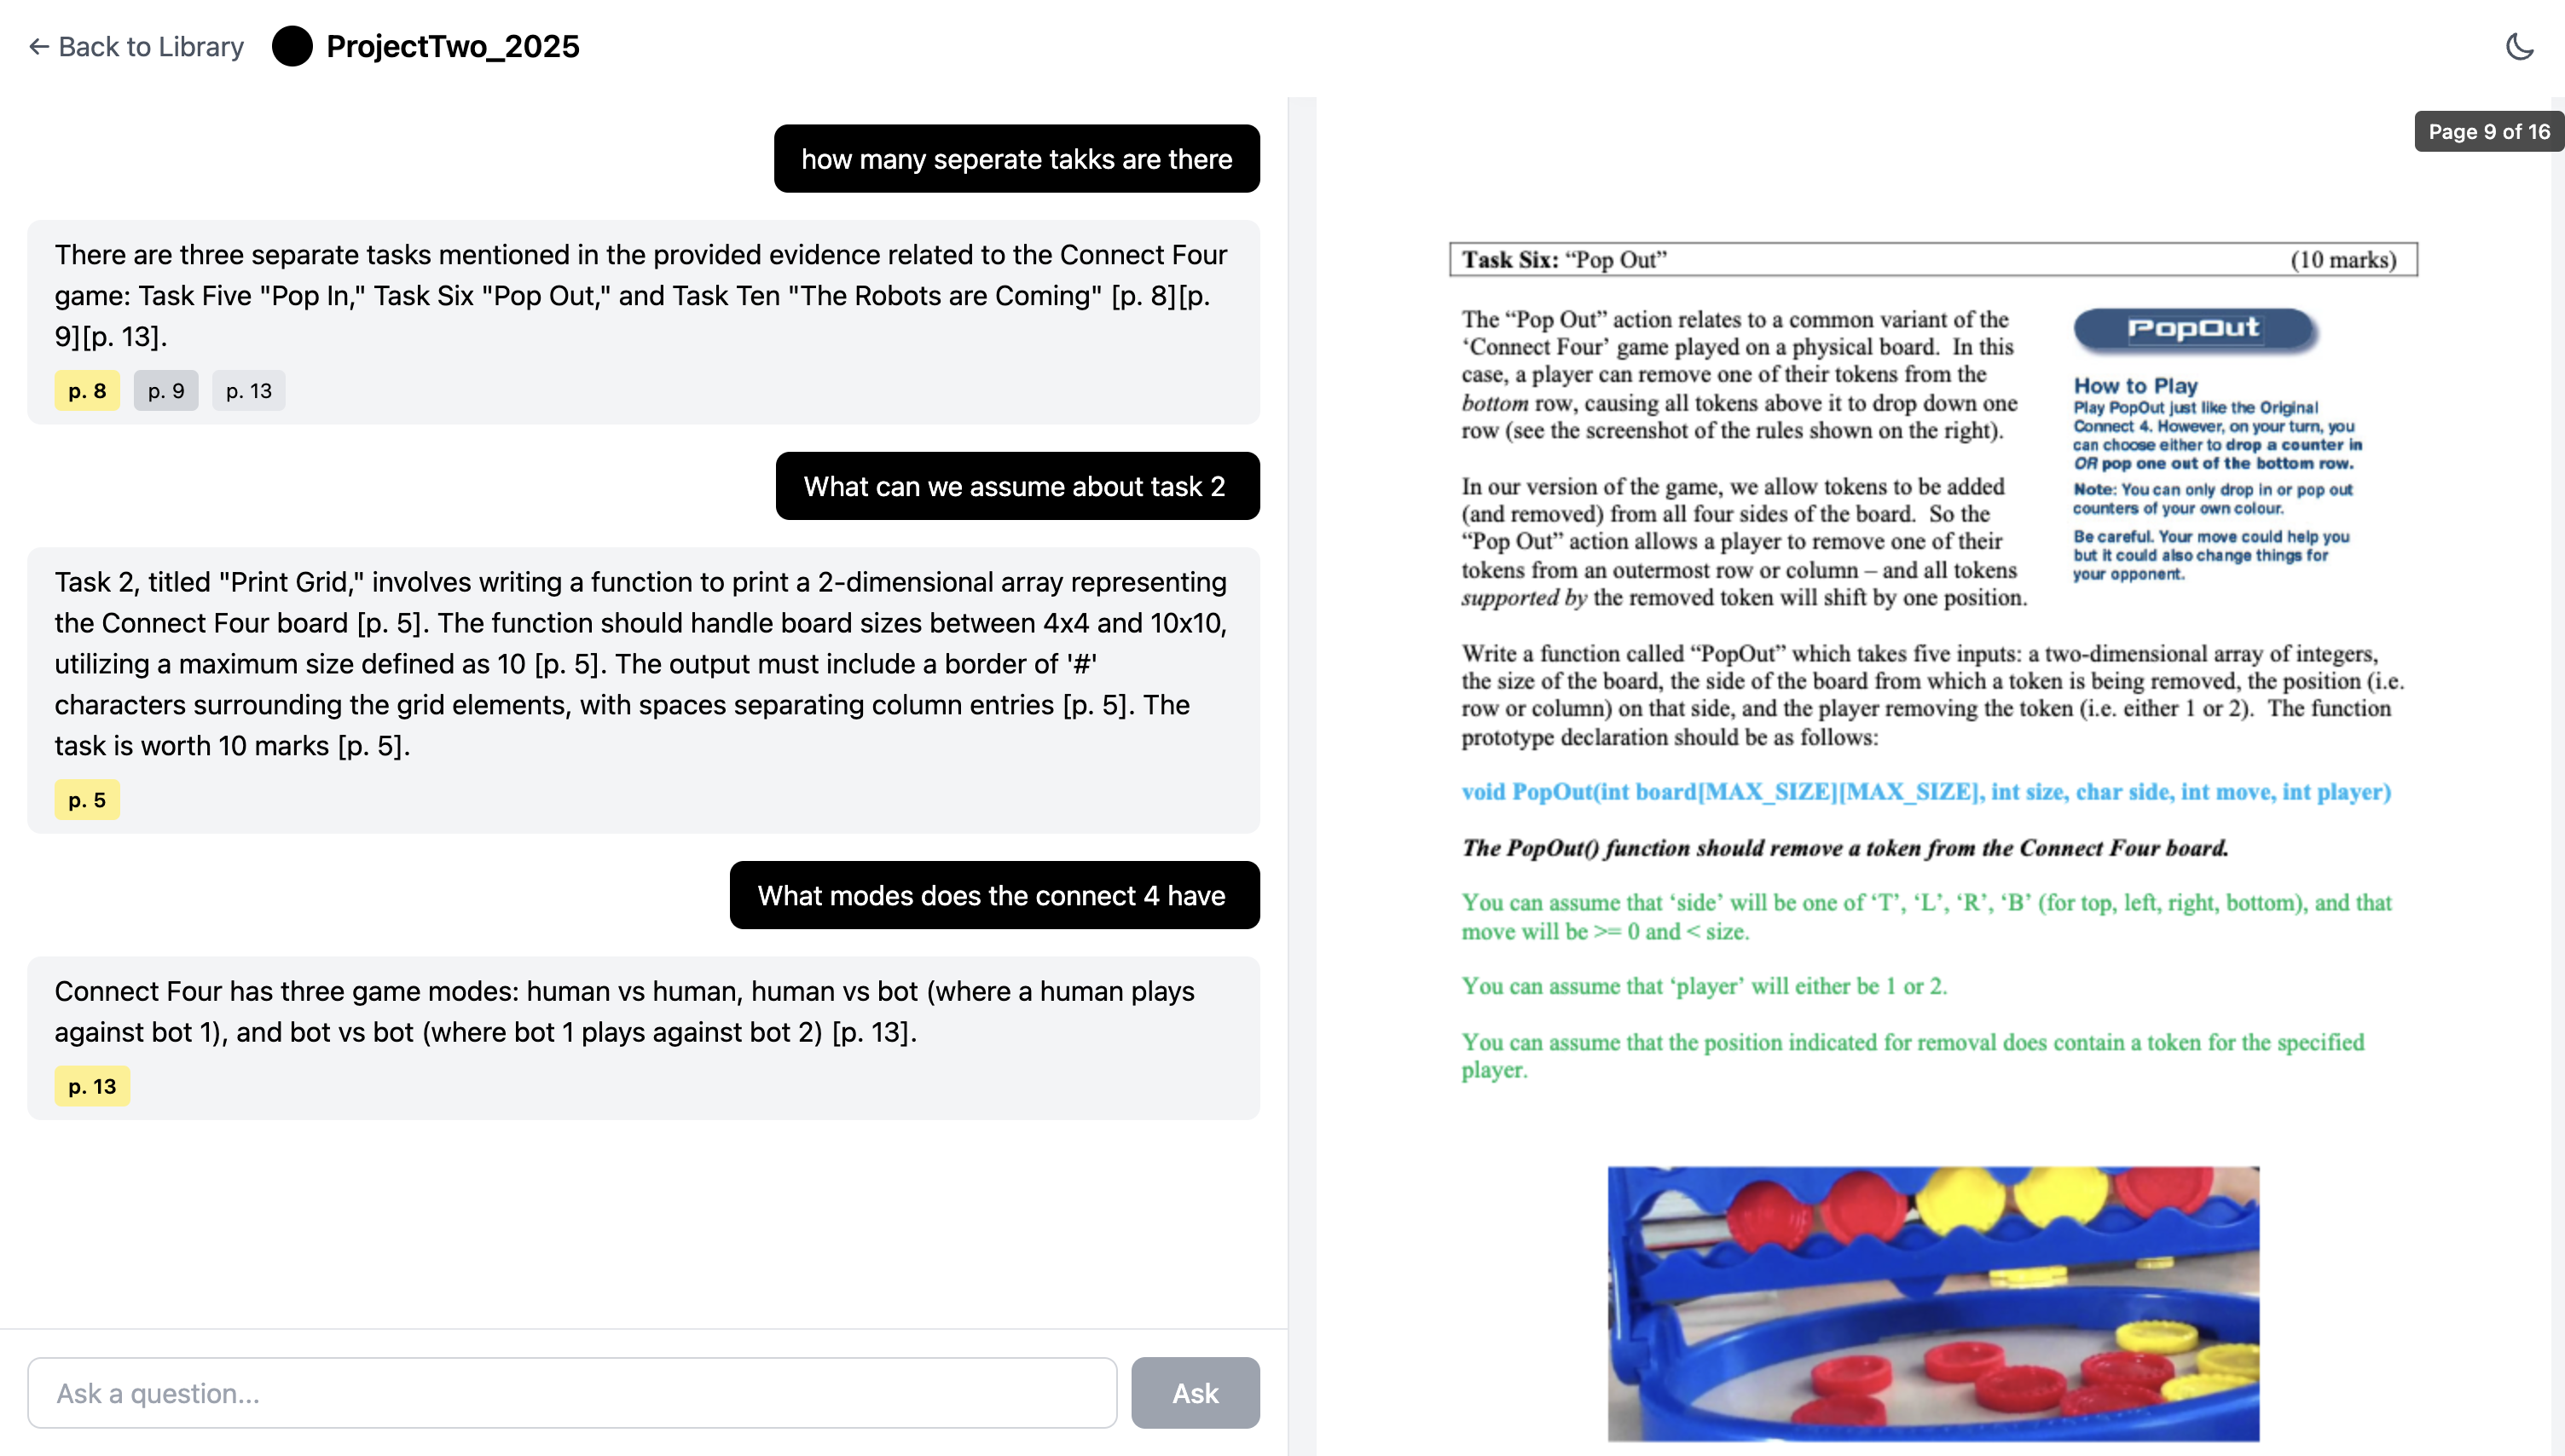 ← Back to Library
ProjectTwo_2025
how many seperate takks are there
There are three separate tasks mentioned in the provided evidence related to the Connect Four
game: Task Five "Pop In," Task Six "Pop Out," and Task Ten "The Robots are Coming" [p. 8][p.
9][p. 13].
p. 8 p. 9 p. 13
What can we assume about task 2
Task 2, titled "Print Grid," involves writing a function to print a 2-dimensional array representing
the Connect Four board [p. 5]. The function should handle board sizes between 4x4 and 10x10,
utilizing a maximum size defined as 10 [p. 5]. The output must include a border of '#'
characters surrounding the grid elements, with spaces separating column entries [p. 5]. The
task is worth 10 marks [p. 5].
p. 5
What modes does the connect 4 have
Connect Four has three game modes: human vs human, human vs bot (where a human plays
against bot 1), and bot vs bot (where bot 1 plays against bot 2) [p. 13].
p. 13
Ask a question...
Ask
Page 9 of 16
Task Six: “Pop Out” (10 marks)
The “Pop Out” action relates to a common variant of the
‘Connect Four’ game played on a physical board. In this
case, a player can remove one of their tokens from the
bottom row, causing all tokens above it to drop down one
row (see the screenshot of the rules shown on the right).
In our version of the game, we allow tokens to be added
(and removed) from all four sides of the board. So the
“Pop Out” action allows a player to remove one of their
tokens from an outermost row or column – and all tokens
supported by the removed token will shift by one position.
PopOut
How to Play
Play PopOut just like the Original
Connect 4. However, on your turn, you
can choose either to drop a counter in
OR pop one out of the bottom row.
Note: You can only drop in or pop out
counters of your own colour.
Be careful. Your move could help you
but it could also change things for
your opponent.
Write a function called “PopOut” which takes five inputs: a two-dimensional array of integers,
the size of the board, the side of the board from which a token is being removed, the position (i.e.
row or column) on that side, and the player removing the token (i.e. either 1 or 2). The function
prototype declaration should be as follows:
void PopOut(int board[MAX_SIZE][MAX_SIZE], int size, char side, int move, int player)
The PopOut() function should remove a token from the Connect Four board.
You can assume that ‘side’ will be one of ‘T’, ‘L’, ‘R’, ‘B’ (for top, left, right, bottom), and that
move will be >= 0 and < size.
You can assume that ‘player’ will either be 1 or 2.
You can assume that the position indicated for removal does contain a token for the specified
player.